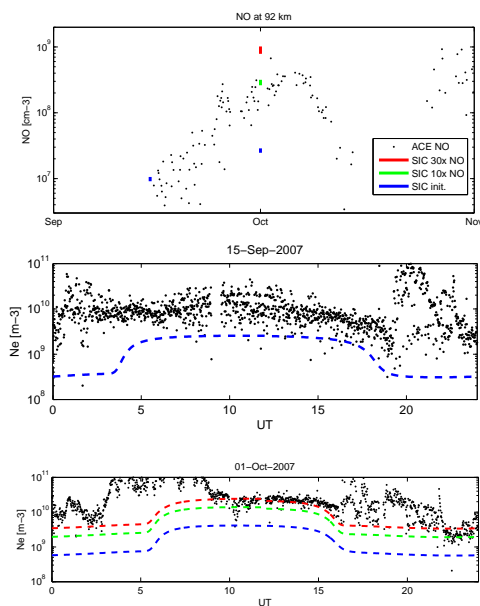 NO at 92 km
NO [cm−3]
10^9
10^8
10^7
Sep
Oct
Nov
ACE NO
SIC 30x NO
SIC 10x NO
SIC init.
15−Sep−2007
Ne [m−3]
10^11
10^10
10^9
10^8
0
5
10
15
20
UT
01−Oct−2007
Ne [m−3]
10^11
10^10
10^9
10^8
0
5
10
15
20
UT